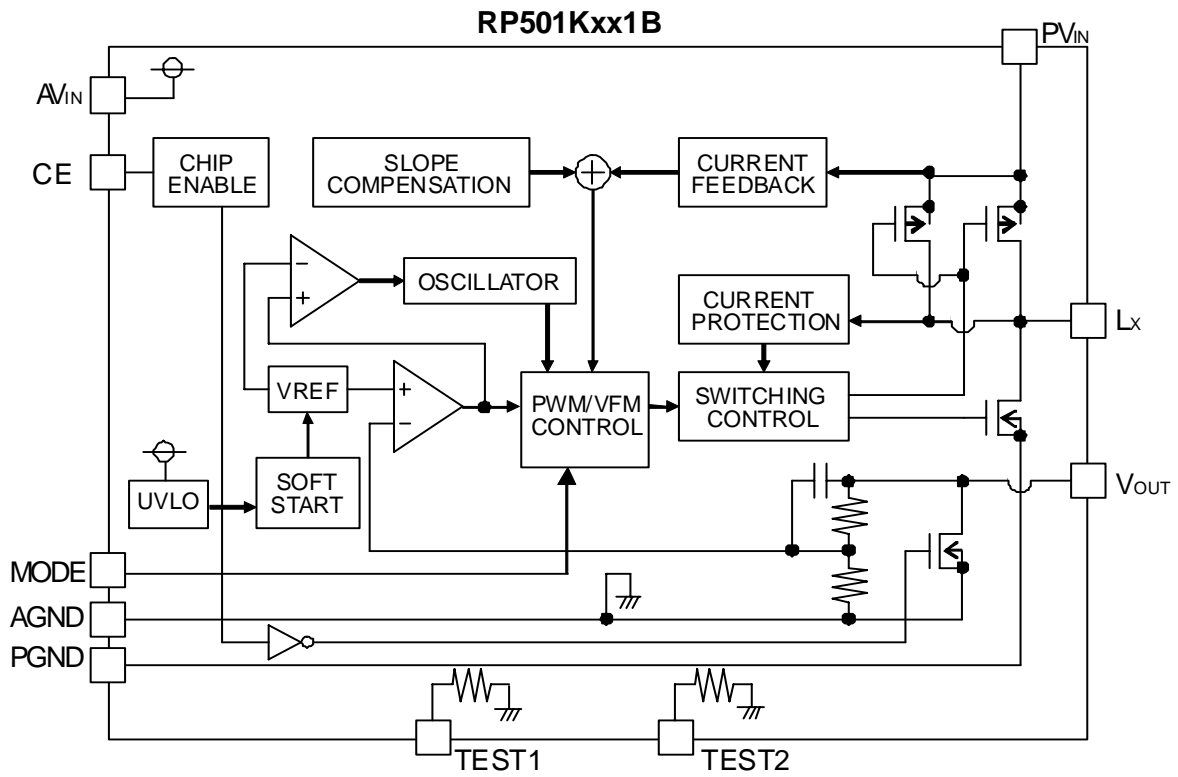 RP501Kxx1B
PVIN
AVIN
CE
CHIP
ENABLE
SLOPE
COMPENSATION
+
CURRENT
FEEDBACK
−
+
OSCILLATOR
CURRENT
PROTECTION
LX
VREF
+
−
PWM/VFM
CONTROL
SWITCHING
CONTROL
UVLO
SOFT
START
VOUT
MODE
AGND
PGND
TEST1
TEST2